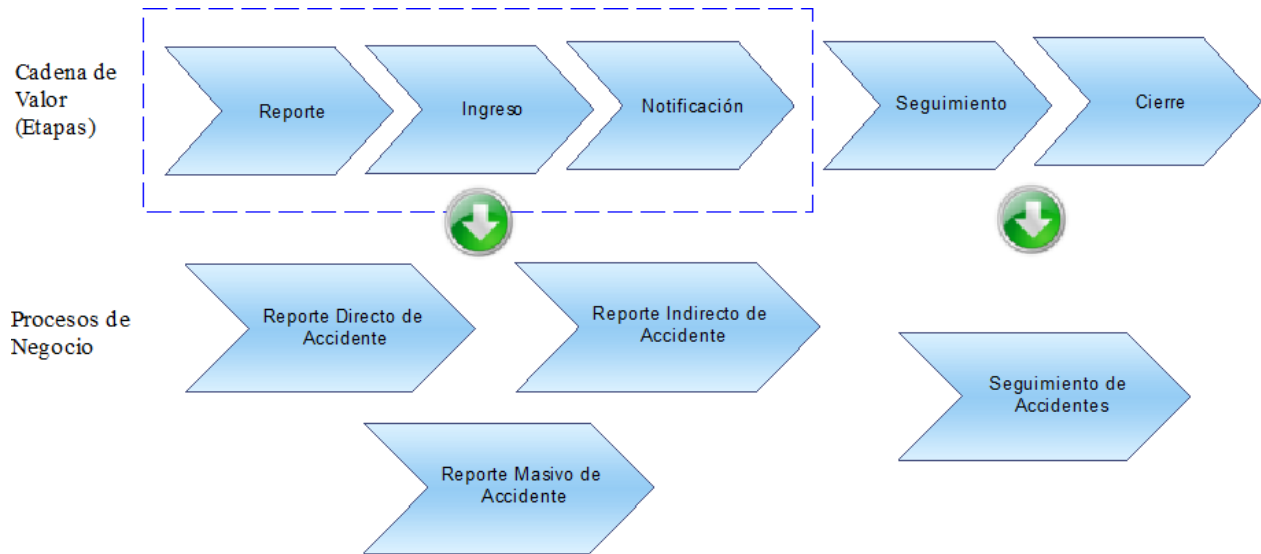 Cadena de
Valor
(Etapas)
Reporte
Ingreso
Notificación
Seguimiento
Cierre
Procesos de
Negocio
Reporte Directo de
Accidente
Reporte Indirecto de
Accidente
Seguimiento de
Accidentes
Reporte Masivo de
Accidente